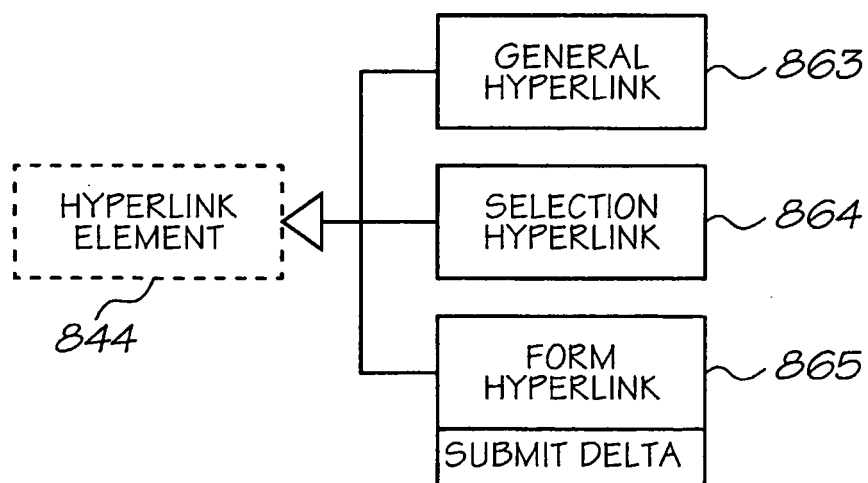 GENERAL
HYPERLINK
863
HYPERLINK
ELEMENT
844
SELECTION
HYPERLINK
864
FORM
HYPERLINK
865
SUBMIT DELTA